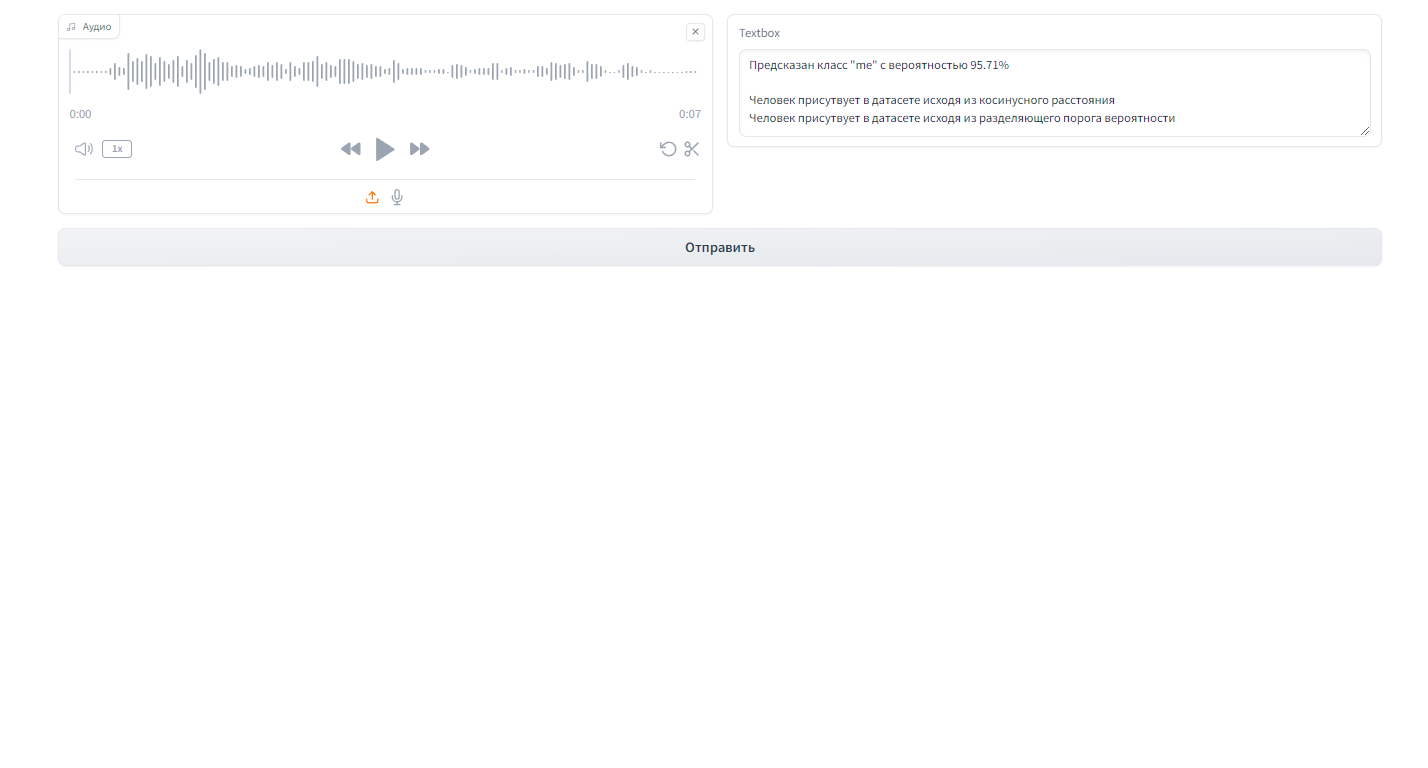 Аудио
0:00
0:07
1x
Textbox
Предсказан класс "me" с вероятностью 95.71%
Человек присутвует в датасете исходя из косинусного расстояния
Человек присутвует в датасете исходя из разделяющего порога вероятности
Отправить